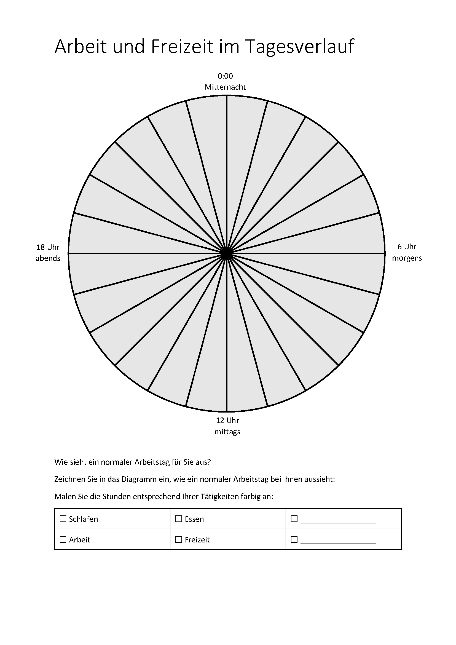 Arbeit und Freizeit im Tagesverlauf
0:00
Mitternacht
18 Uhr
abends
6 Uhr
morgens
12 Uhr
mittags
Wie sieht ein normaler Arbeitstag für Sie aus?
Zeichnen Sie in das Diagramm ein, wie ein normaler Arbeitstag bei Ihnen aussieht:
Malen Sie die Stunden entsprechend Ihrer Tätigkeiten farbig an:
☐ Schlafen ☐ Essen ☐ ____________________
☐ Arbeit ☐ Freizeit ☐ ____________________